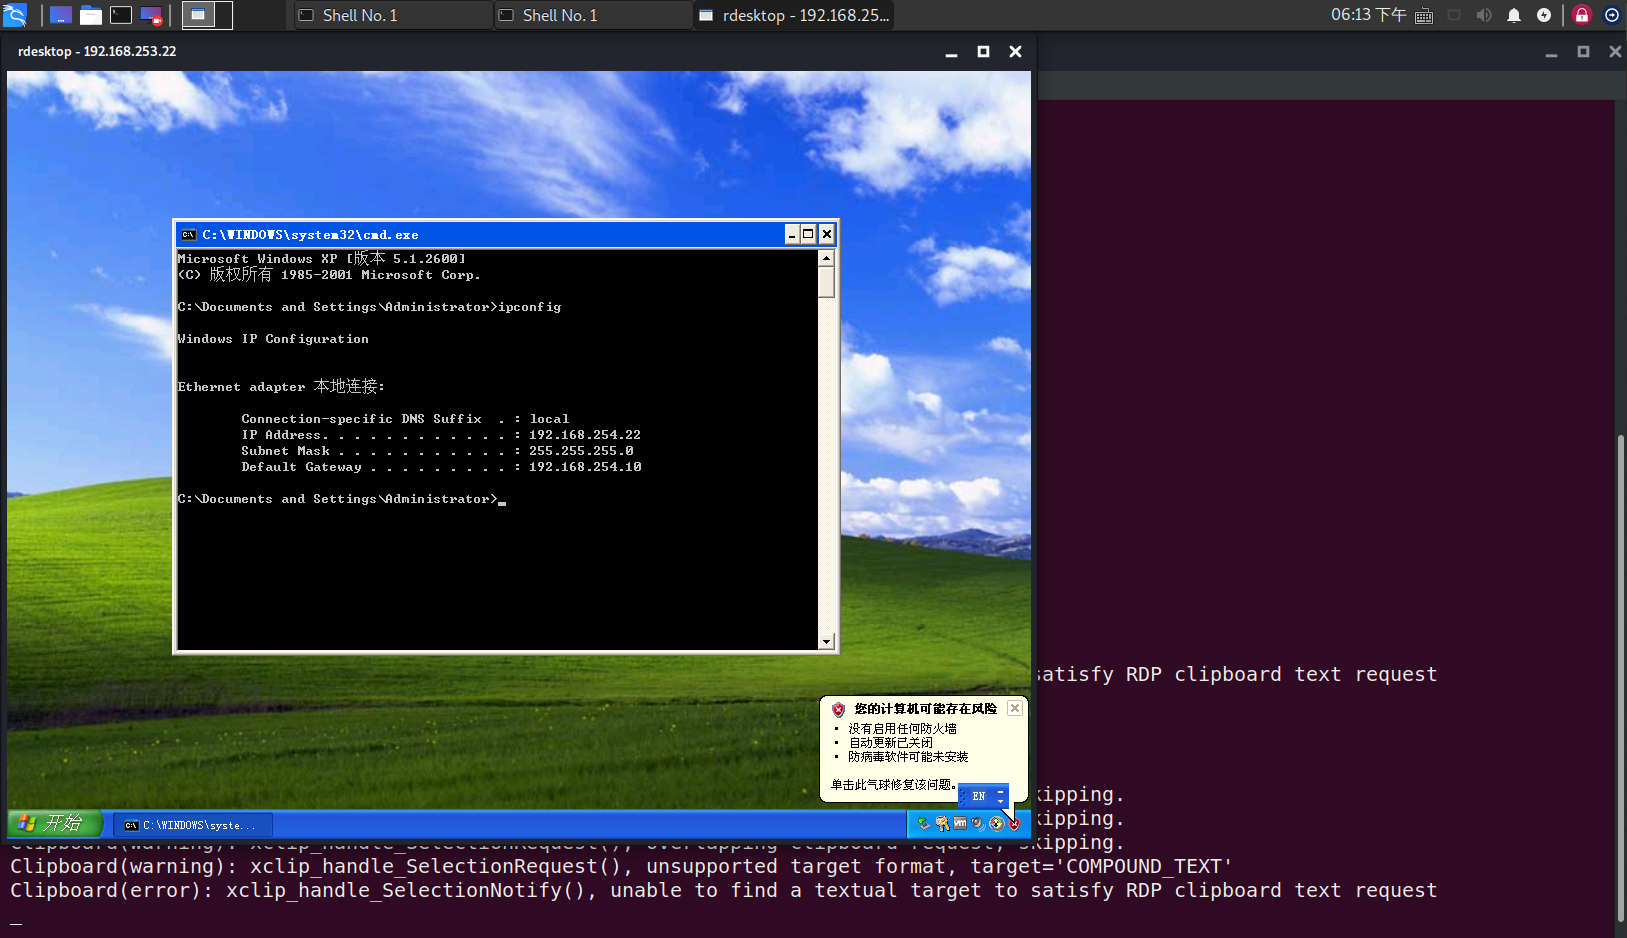 Shell No. 1
Shell No. 1
rdesktop - 192.168.25...
06:13 下午
rdesktop - 192.168.253.22
C:\WINDOWS\system32\cmd.exe
Microsoft Windows XP [版本 5.1.2600]
(C) 版权所有 1985-2001 Microsoft Corp.
C:\Documents and Settings\Administrator>ipconfig
Windows IP Configuration
Ethernet adapter 本地连接:
Connection-specific DNS Suffix  . : local
IP Address. . . . . . . . . . . . : 192.168.254.22
Subnet Mask . . . . . . . . . . . : 255.255.255.0
Default Gateway . . . . . . . . . : 192.168.254.10
C:\Documents and Settings\Administrator>_
satisfy RDP clipboard text request
您的计算机可能存在风险
• 没有启用任何防火墙
• 自动更新已关闭
• 防病毒软件可能未安装
单击此气球修复该问题。
EN
kipping.
kipping.
开始
C:\WINDOWS\syste...
Clipboard(warning): xclip_handle_SelectionRequest(), overlapping clipboard request, skipping.
Clipboard(warning): xclip_handle_SelectionRequest(), unsupported target format, target='COMPOUND_TEXT'
Clipboard(error): xclip_handle_SelectionNotify(), unable to find a textual target to satisfy RDP clipboard text request